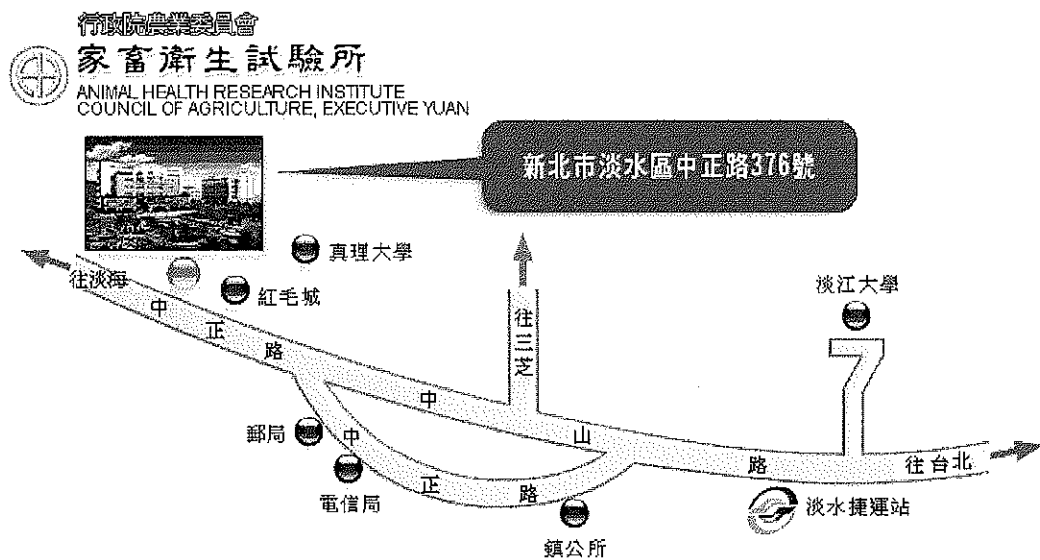 行政院農業委員會
家畜衛生試驗所
ANIMAL HEALTH RESEARCH INSTITUTE
COUNCIL OF AGRICULTURE, EXECUTIVE YUAN
新北市淡水區中正路376號
真理大學
往淡海
紅毛城
淡江大學
中正路
往三芝
中山路
郵局
中正路
往台北
電信局
淡水捷運站
鎮公所